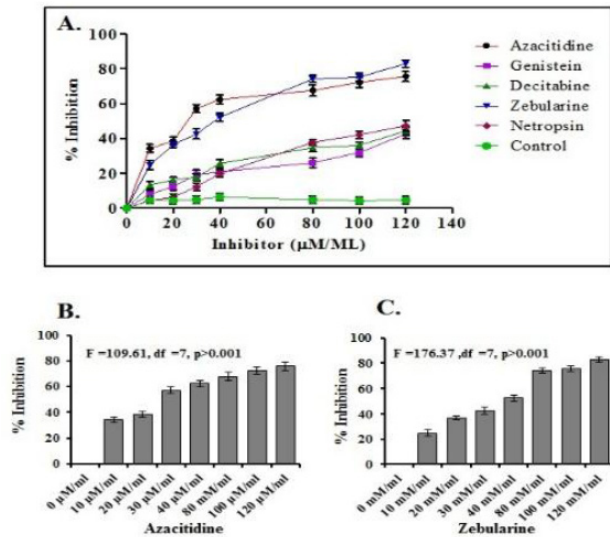 A.
100
80
60
40
20
0
% Inhibition
0 20 40 60 80 100 120 140
Inhibitor (µM/ML)
Azacitidine
Genistein
Decitabine
Zebularine
Netropsin
Control
B.
F =109.61, df =7, p>0.001
100
80
60
40
20
0
% Inhibition
0 µM/ml
10 µM/ml
20 µM/ml
30 µM/ml
40 µM/ml
80 µM/ml
100 µM/ml
120 µM/ml
Azacitidine
C.
F =176.37 ,df =7, p>0.001
100
80
60
40
20
0
% Inhibition
0 mM/ml
10 mM/ml
20 mM/ml
30 mM/ml
40 mM/ml
80 mM/ml
100 mM/ml
120 mM/ml
Zebularine